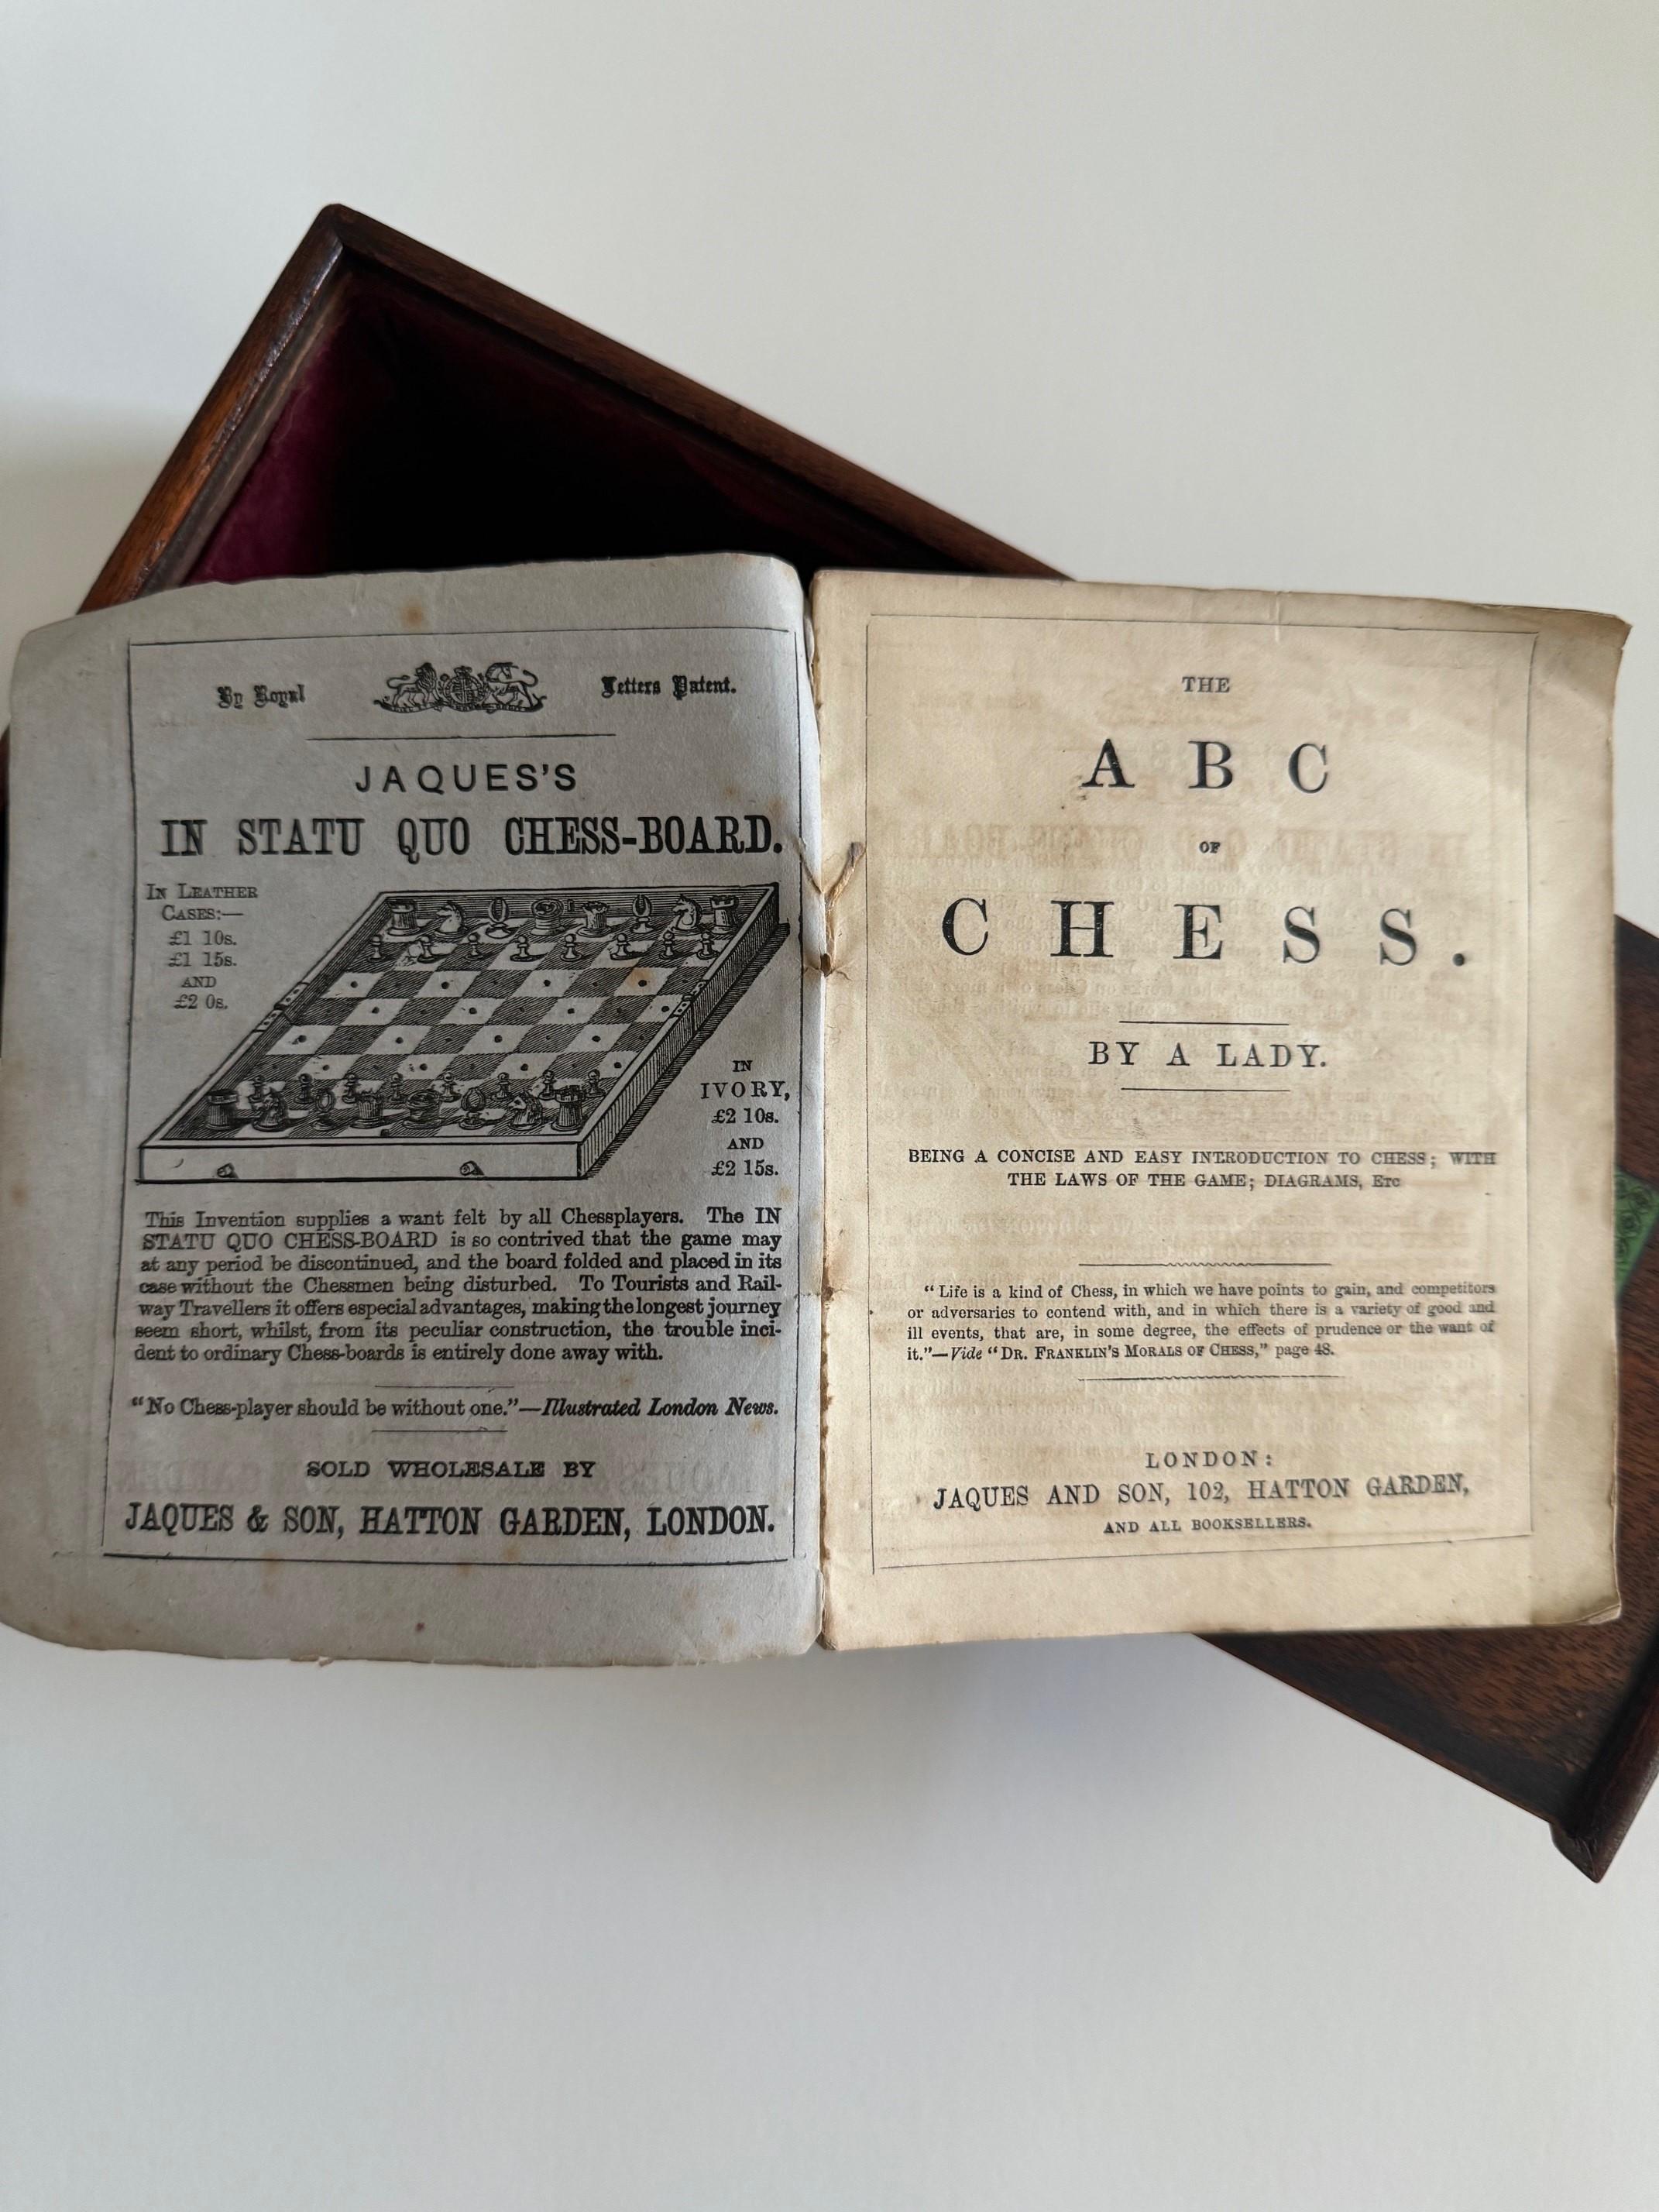 By Royal Letters Patent.
JAQUES'S
IN STATU QUO CHESS-BOARD.
IN LEATHER
CASES:—
£1 10s.
£1 15s.
AND
£2 0s.
IN
IVORY,
£2 10s.
AND
£2 15s.
This Invention supplies a want felt by all Chessplayers. The IN
STATU QUO CHESS-BOARD is so contrived that the game may
at any period be discontinued, and the board folded and placed in its
case without the Chessmen being disturbed. To Tourists and Rail-
way Travellers it offers especial advantages, making the longest journey
seem short, whilst, from its peculiar construction, the trouble inci-
dent to ordinary Chess-boards is entirely done away with.
"No Chess-player should be without one."—Illustrated London News.
SOLD WHOLESALE BY
JAQUES & SON, HATTON GARDEN, LONDON.
THE
A B C
OF
CHESS.
BY A LADY.
BEING A CONCISE AND EASY INTRODUCTION TO CHESS; WITH
THE LAWS OF THE GAME; DIAGRAMS, ETC
"Life is a kind of Chess, in which we have points to gain, and competitors
or adversaries to contend with, and in which there is a variety of good and
ill events, that are, in some degree, the effects of prudence or the want of
it."—Vide "DR. FRANKLIN'S MORALS OF CHESS," page 48.
LONDON:
JAQUES AND SON, 102, HATTON GARDEN,
AND ALL BOOKSELLERS.